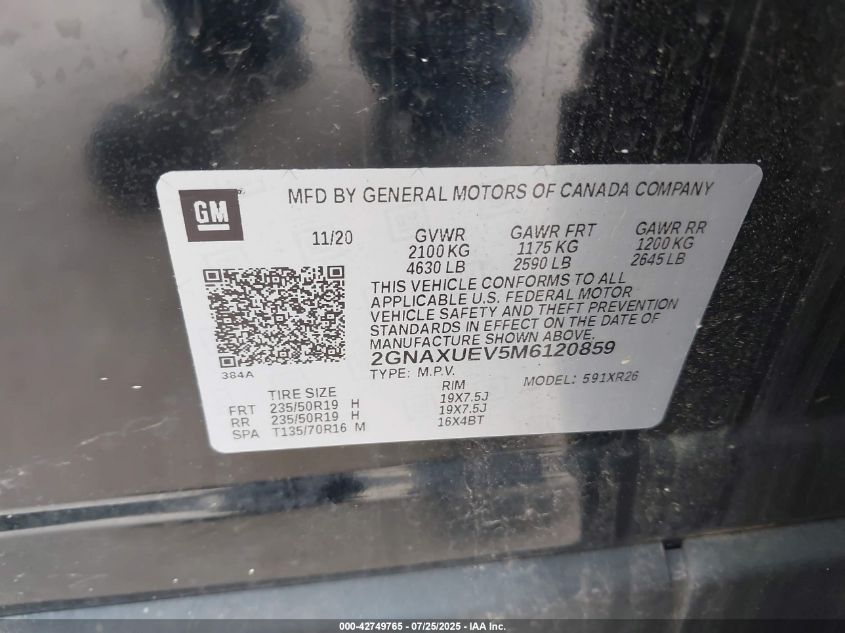 GM
MFD BY GENERAL MOTORS OF CANADA COMPANY
11/20 GVWR GAWR FRT GAWR RR
2100 KG 1175 KG 1200 KG
4630 LB 2590 LB 2645 LB
THIS VEHICLE CONFORMS TO ALL
APPLICABLE U.S. FEDERAL MOTOR
VEHICLE SAFETY AND THEFT PREVENTION
STANDARDS IN EFFECT ON THE DATE OF
MANUFACTURE SHOWN ABOVE.
2GNAXUEV5M6120859
384A
TYPE: M.P.V. MODEL: 591XR26
TIRE SIZE RIM
FRT 235/50R19 H 19X7.5J
RR 235/50R19 H 19X7.5J
SPA T135/70R16 M 16X4BT
000-42749765 - 07/25/2025 - IAA Inc.